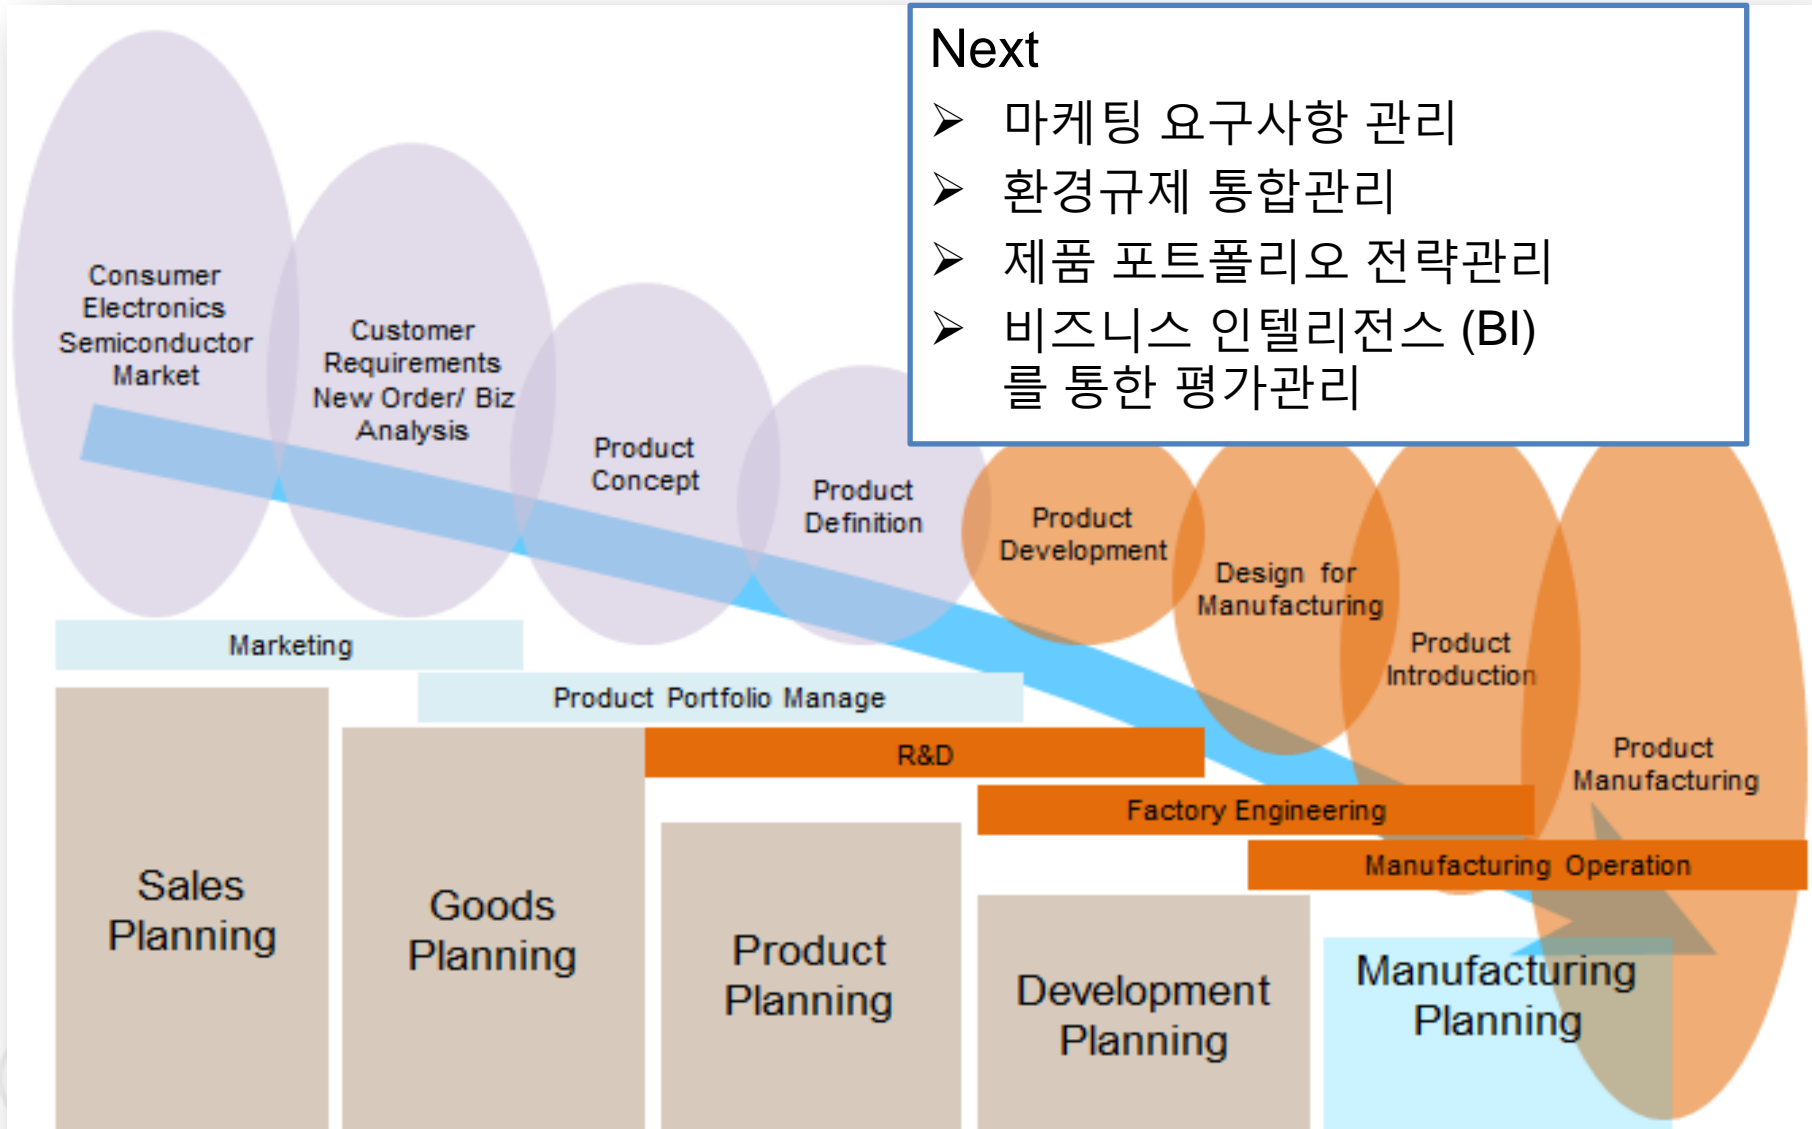 Next
➢ 마케팅 요구사항 관리
➢ 환경규제 통합관리
➢ 제품 포트폴리오 전략관리
➢ 비즈니스 인텔리전스 (BI)
를 통한 평가관리
Consumer
Electronics
Semiconductor
Market
Customer
Requirements
New Order/ Biz
Analysis
Product
Concept
Product
Definition
Product
Development
Design for
Manufacturing
Product
Introduction
Product
Manufacturing
Marketing
Product Portfolio Manage
R&D
Factory Engineering
Manufacturing Operation
Sales
Planning
Goods
Planning
Product
Planning
Development
Planning
Manufacturing
Planning